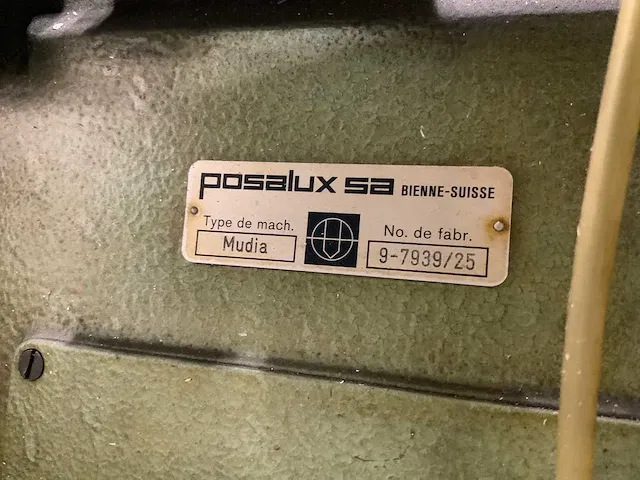 posalux sa BIENNE-SUISSE
Type de mach.
Mudia
No. de fabr.
9-7939/25